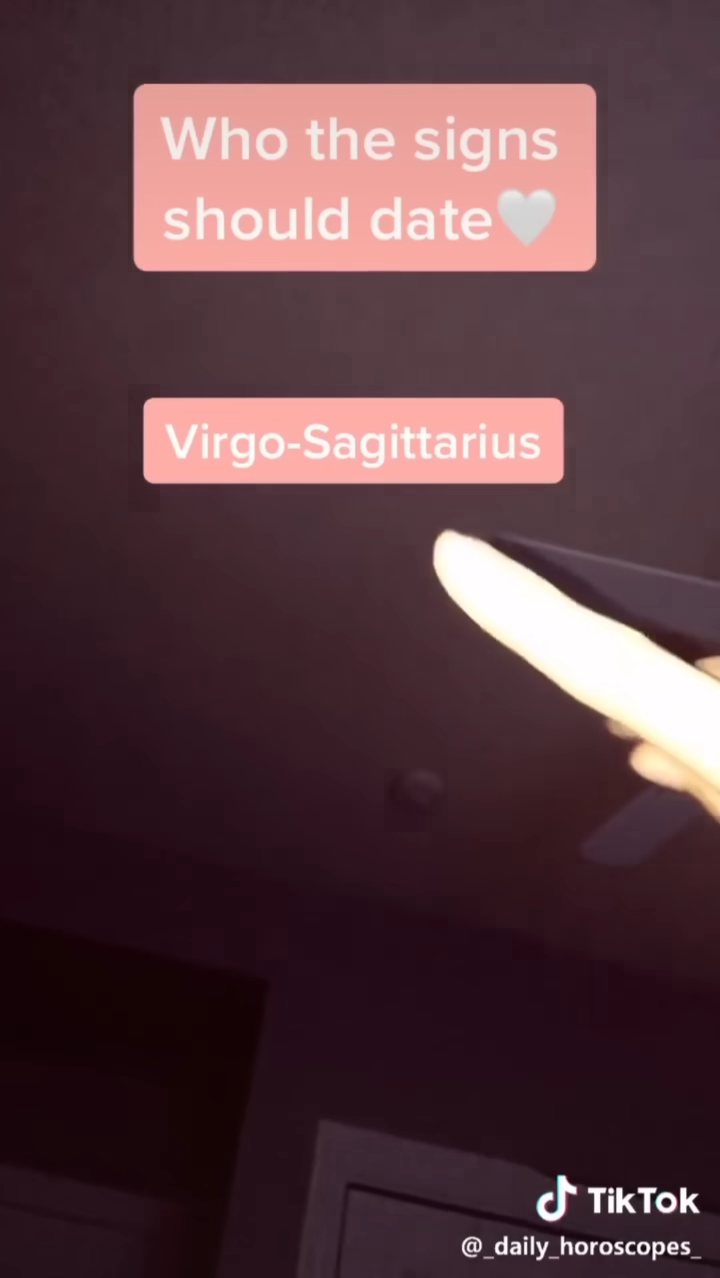 Who the signs
should date🤍
Virgo-Sagittarius
TikTok
@_daily_horoscopes_